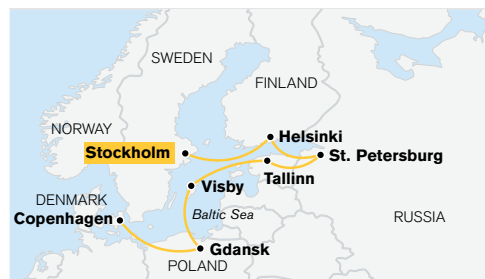 SWEDEN
FINLAND
NORWAY
Helsinki
Stockholm
St. Petersburg
Tallinn
Visby
DENMARK
Baltic Sea
Copenhagen
RUSSIA
Gdansk
POLAND